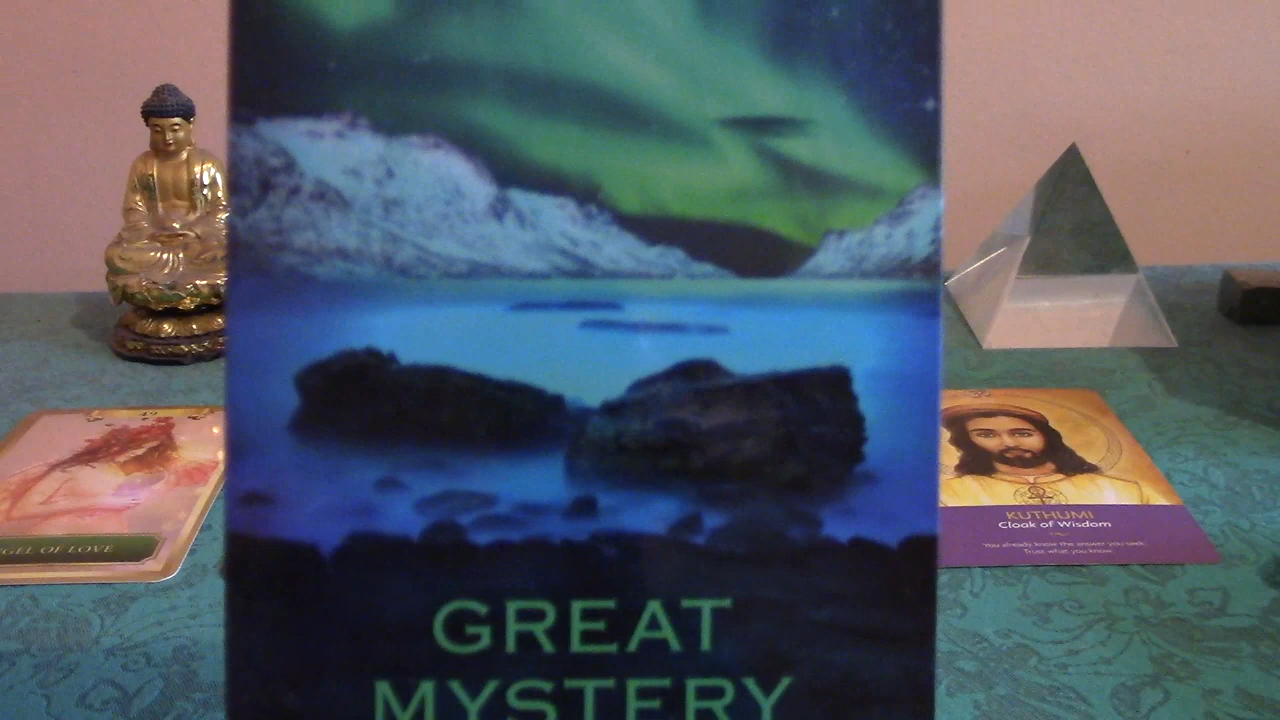 49
GEL OF LOVE
GREAT
MYSTERY
KUTHUMI
Cloak of Wisdom
You already know the answer you seek.
Trust what you know.